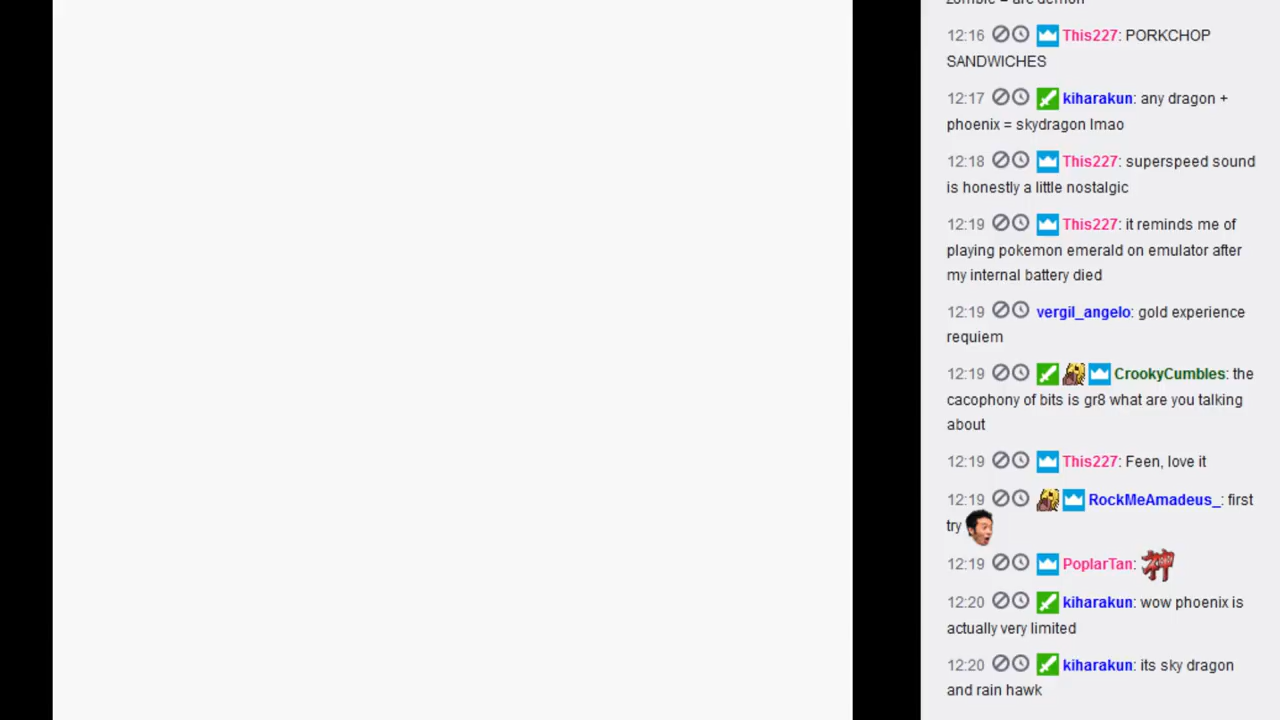 zombie = are demon
12:16 This227: PORKCHOP
SANDWICHES
12:17 kiharakun: any dragon +
phoenix = skydragon lmao
12:18 This227: superspeed sound
is honestly a little nostalgic
12:19 This227: it reminds me of
playing pokemon emerald on emulator after
my internal battery died
12:19 vergil_angelo: gold experience
requiem
12:19 CrookyCumbles: the
cacophony of bits is gr8 what are you talking
about
12:19 This227: Feen, love it
12:19 RockMeAmadeus_: first
try
12:19 PoplarTan: 神
12:20 kiharakun: wow phoenix is
actually very limited
12:20 kiharakun: its sky dragon
and rain hawk